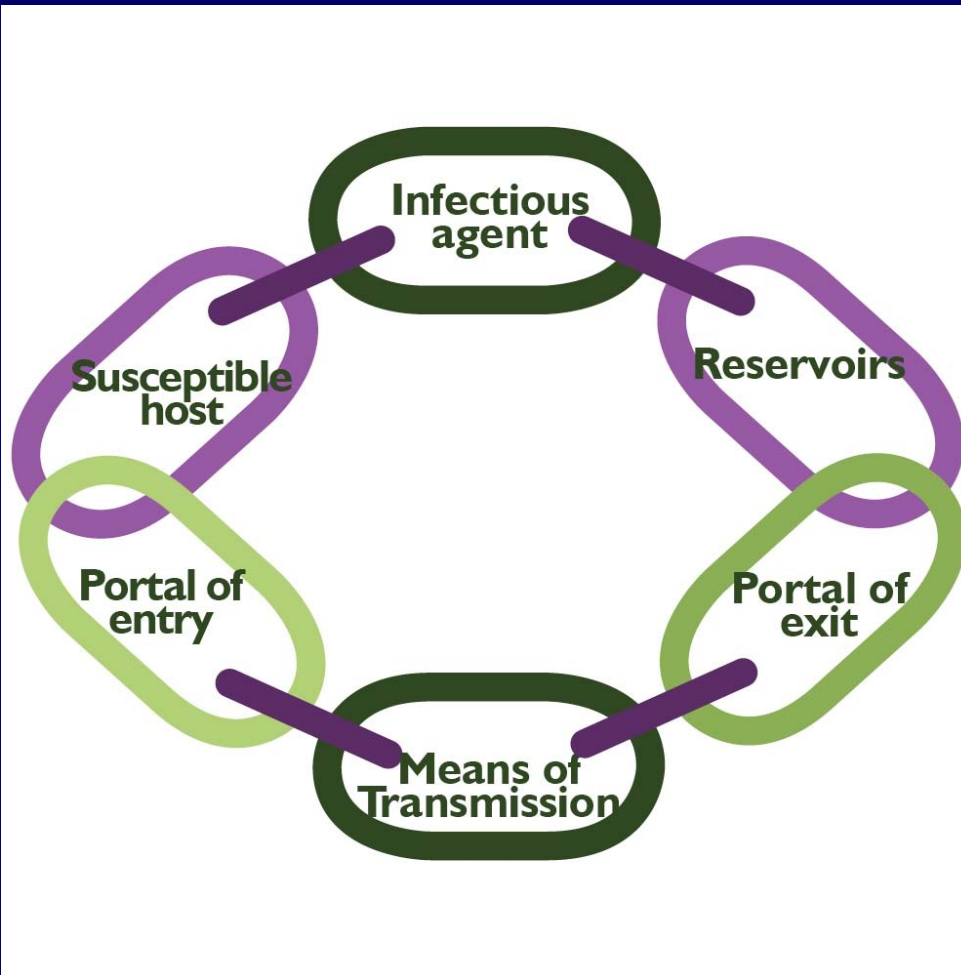 Infectious
agent
Reservoirs
Portal of
exit
Means of
Transmission
Portal of
entry
Susceptible
host